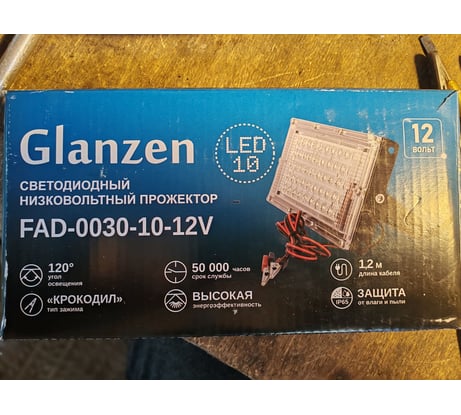 Glanzen
LED
10
12
ВОЛЬТ
СВЕТОДИОДНЫЙ
НИЗКОВОЛЬТНЫЙ ПРОЖЕКТОР
FAD-0030-10-12V
120°
угол
освещения
50 000 часов
срок службы
1,2 м
длина кабеля
«КРОКОДИЛ»
тип зажима
ВЫСОКАЯ
энергоэффективность
IP65
ЗАЩИТА
от влаги и пыли